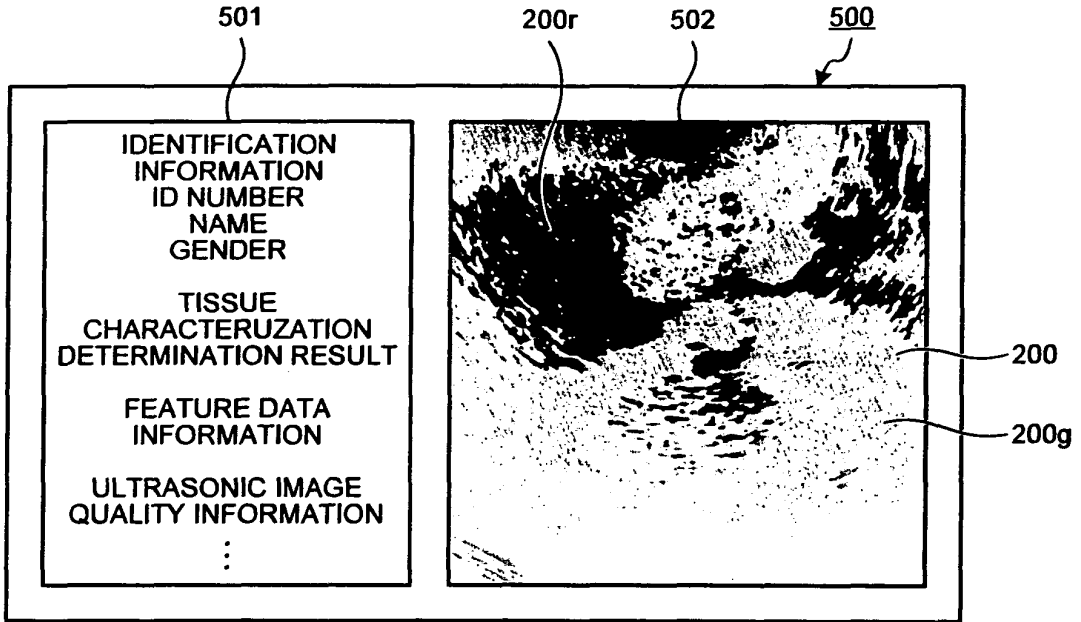 501
200r
502
500
IDENTIFICATION
INFORMATION
ID NUMBER
NAME
GENDER
TISSUE
CHARACTERUZATION
DETERMINATION RESULT
FEATURE DATA
INFORMATION
ULTRASONIC IMAGE
QUALITY INFORMATION
⋮
200
200g